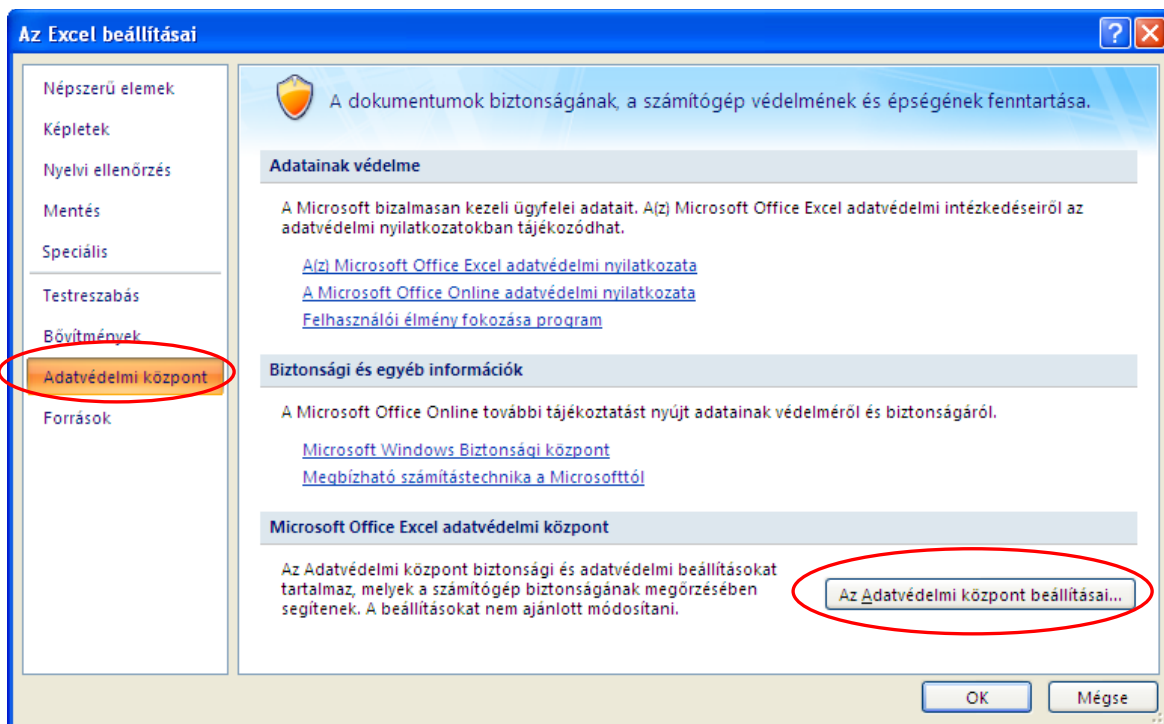 Az Excel beállításai
Népszerű elemek
Képletek
Nyelvi ellenőrzés
Mentés
Speciális
Testreszabás
Bővítmények
Adatvédelmi központ
Források
A dokumentumok biztonságának, a számítógép védelmének és épségének fenntartása.
Adatainak védelme
A Microsoft bizalmasan kezeli ügyfelei adatait. A(z) Microsoft Office Excel adatvédelmi intézkedéseiről az
adatvédelmi nyilatkozatokban tájékozódhat.
A(z) Microsoft Office Excel adatvédelmi nyilatkozata
A Microsoft Office Online adatvédelmi nyilatkozata
Felhasználói élmény fokozása program
Biztonsági és egyéb információk
A Microsoft Office Online további tájékoztatást nyújt adatainak védelméről és biztonságáról.
Microsoft Windows Biztonsági központ
Megbízható számítástechnika a Microsofttól
Microsoft Office Excel adatvédelmi központ
Az Adatvédelmi központ biztonsági és adatvédelmi beállításokat
tartalmaz, melyek a számítógép biztonságának megőrzésében
segítenek. A beállításokat nem ajánlott módosítani.
Az Adatvédelmi központ beállításai...
OK
Mégse